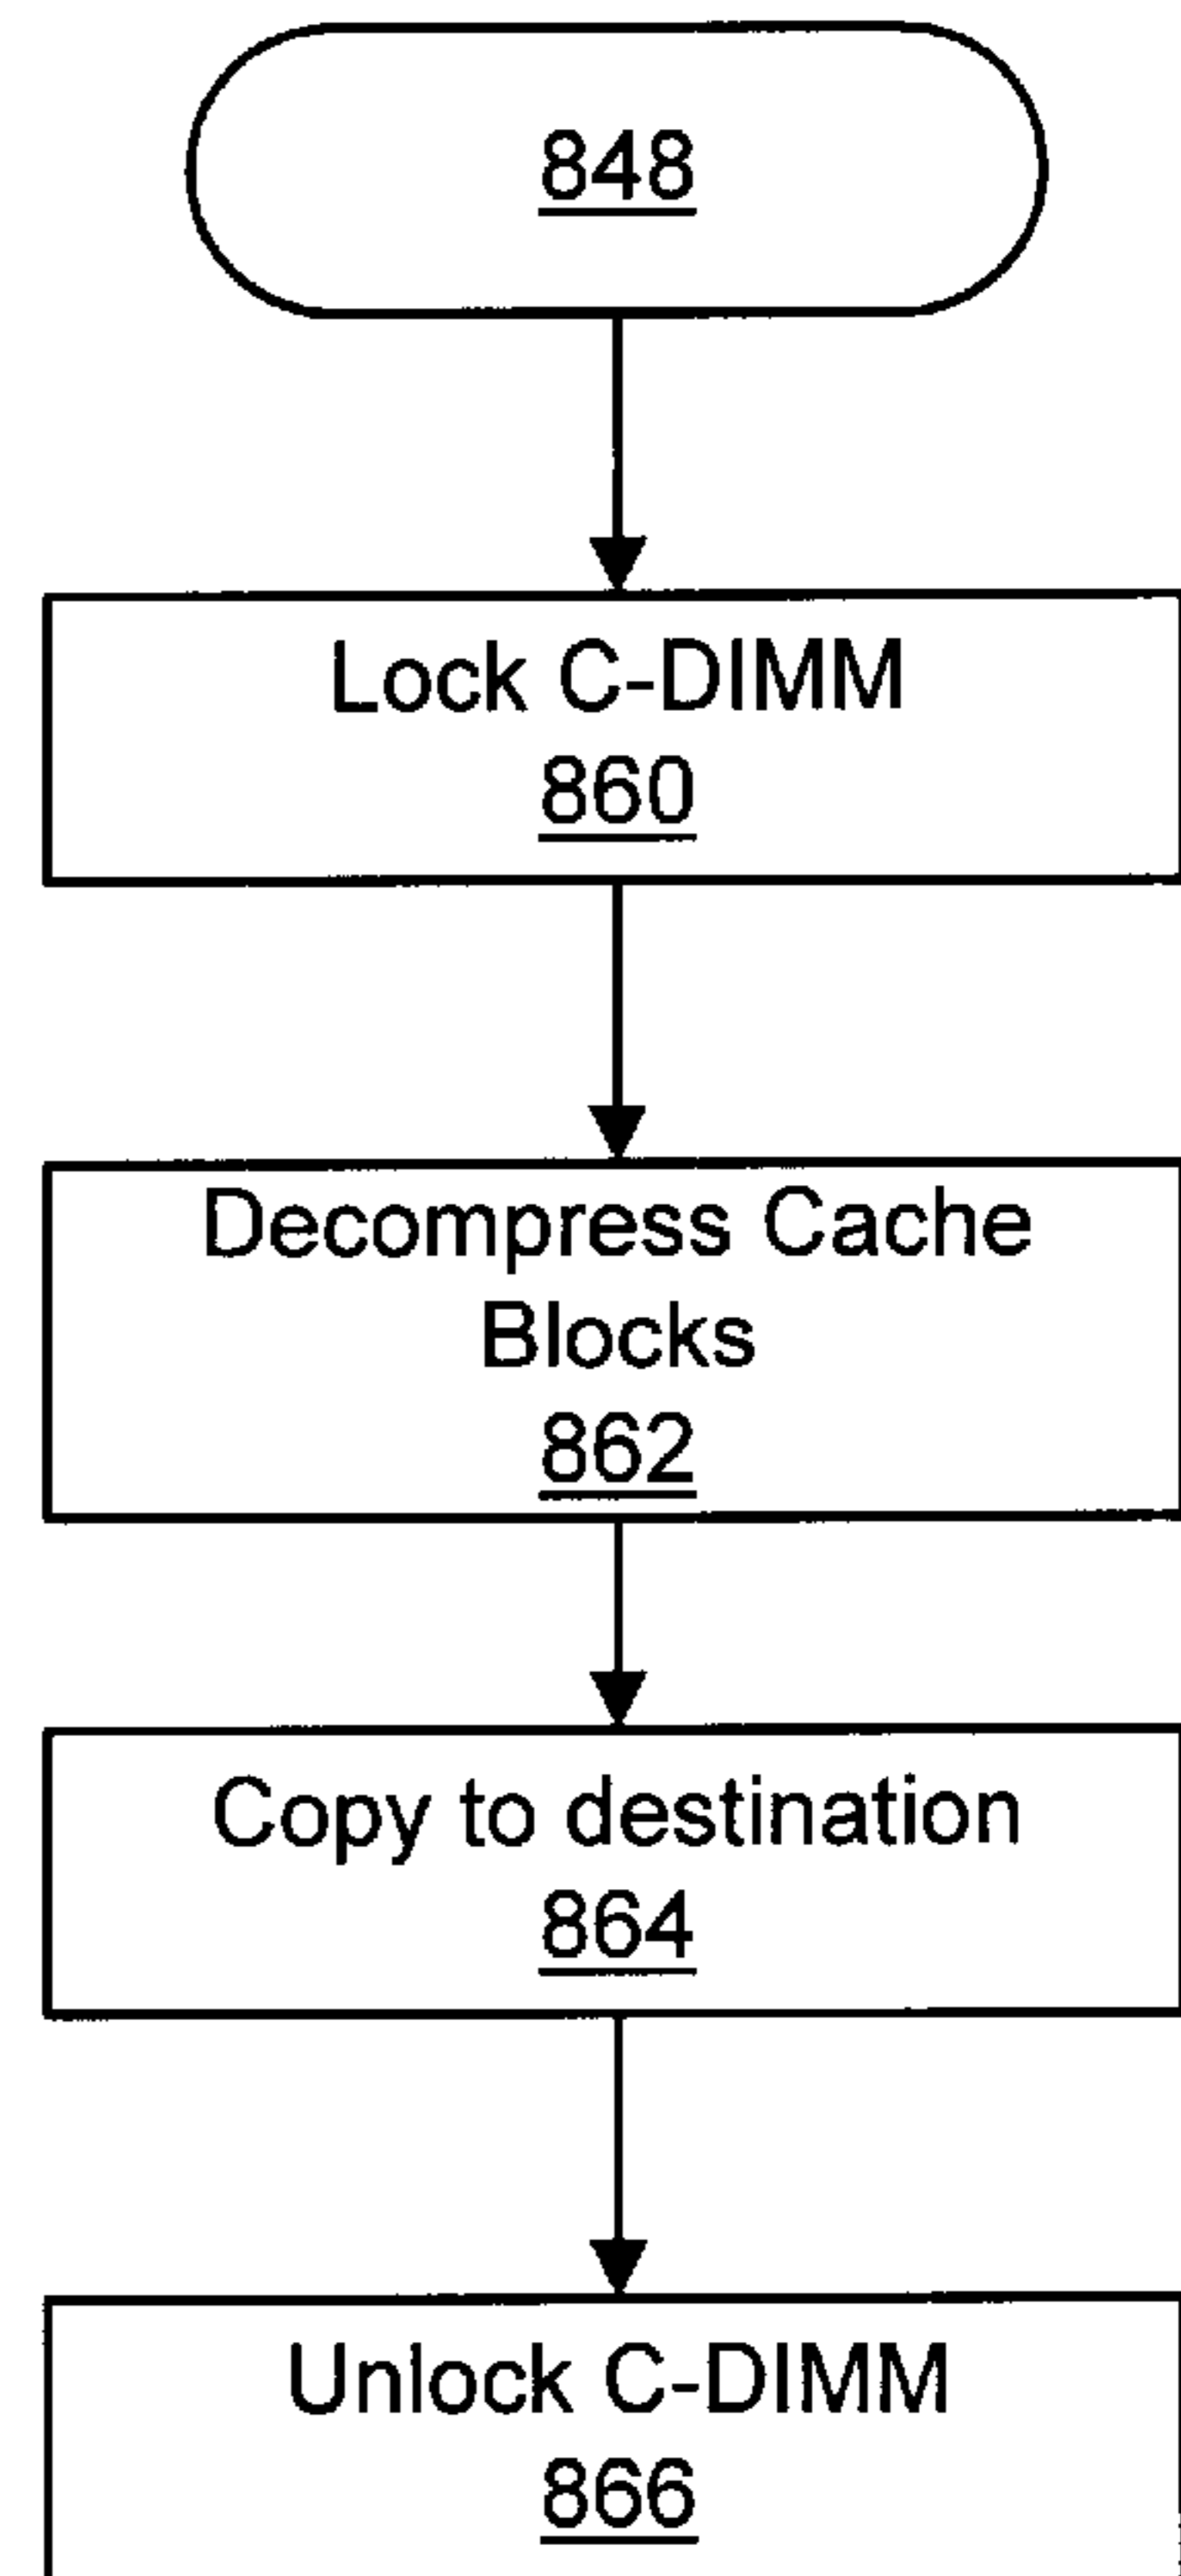 848
Lock C-DIMM
860
Decompress Cache
Blocks
862
Copy to destination
864
Unlock C-DIMM
866